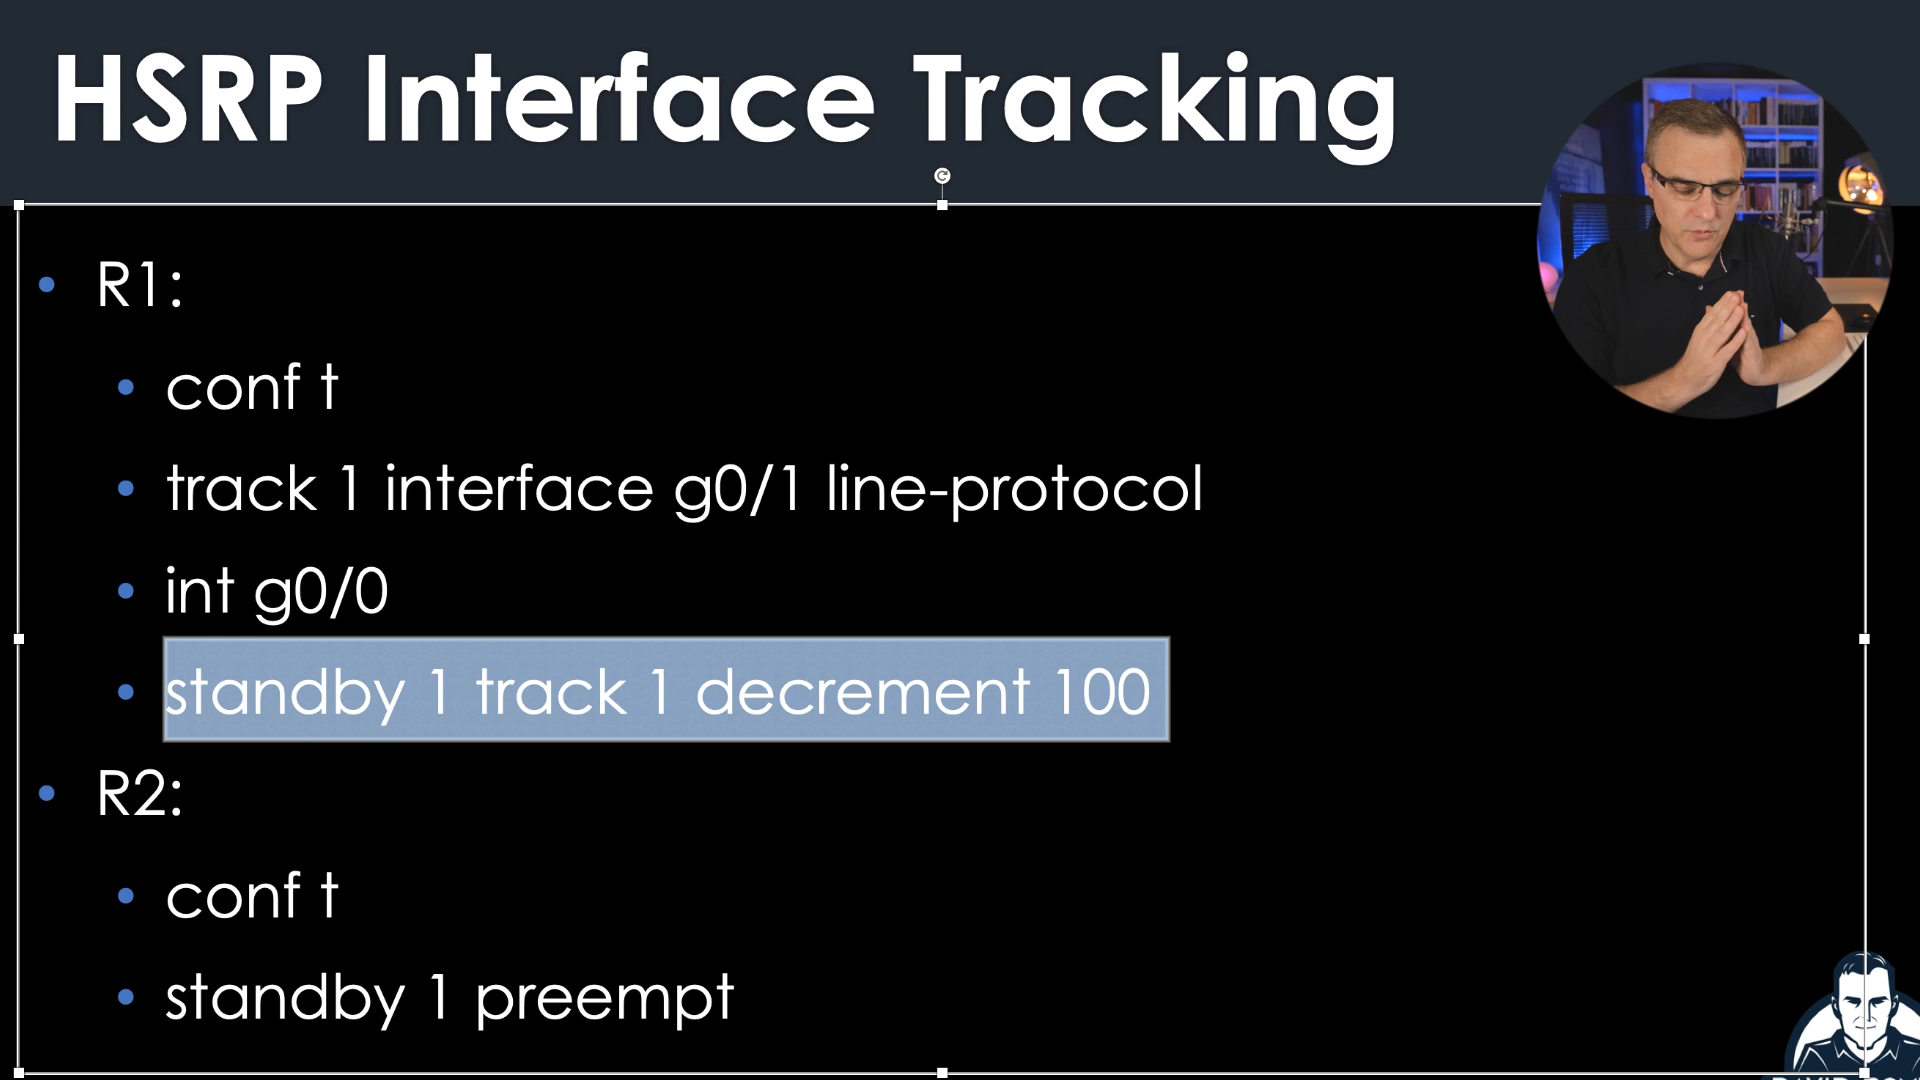 HSRP Interface Tracking
R1:
conf t
track 1 interface g0/1 line-protocol
int g0/0
standby 1 track 1 decrement 100
R2:
conf t
standby 1 preempt